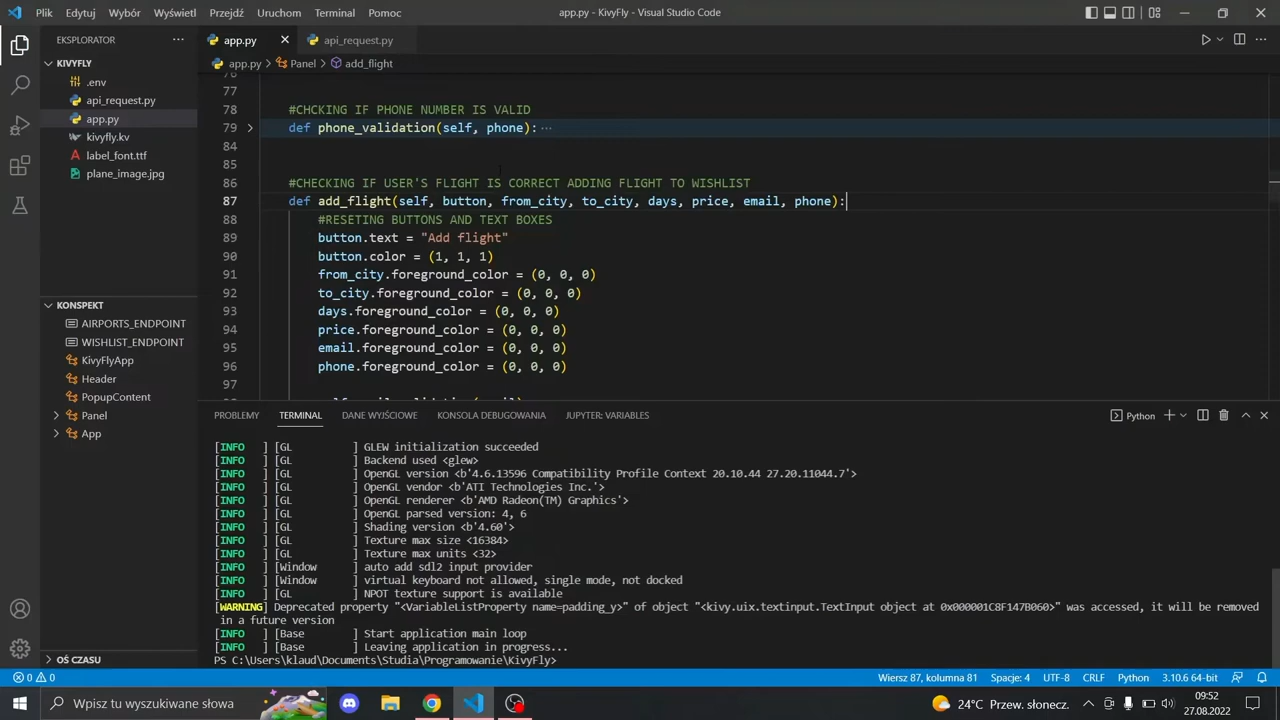 Plik Edytuj Wybór Wyświetl Przejdź Uruchom Terminal Pomoc app.py - KivyFly - Visual Studio Code
EKSPLORATOR ···
KIVYFLY
.env
api_request.py
app.py
kivyfly.kv
label_font.ttf
plane_image.jpg
KONSPEKT
AIRPORTS_ENDPOINT
WISHLIST_ENDPOINT
KivyFlyApp
Header
PopupContent
Panel
App
OŚ CZASU
app.py api_request.py
app.py > Panel > add_flight
77
78 #CHCKING IF PHONE NUMBER IS VALID
79 def phone_validation(self, phone):···
84
85
86 #CHECKING IF USER'S FLIGHT IS CORRECT ADDING FLIGHT TO WISHLIST
87 def add_flight(self, button, from_city, to_city, days, price, email, phone):
88 #RESETING BUTTONS AND TEXT BOXES
89 button.text = "Add flight"
90 button.color = (1, 1, 1)
91 from_city.foreground_color = (0, 0, 0)
92 to_city.foreground_color = (0, 0, 0)
93 days.foreground_color = (0, 0, 0)
94 price.foreground_color = (0, 0, 0)
95 email.foreground_color = (0, 0, 0)
96 phone.foreground_color = (0, 0, 0)
97
PROBLEMY TERMINAL DANE WYJŚCIOWE KONSOLA DEBUGOWANIA JUPYTER: VARIABLES Python
[INFO ] [GL ] GLEW initialization succeeded
[INFO ] [GL ] Backend used <glew>
[INFO ] [GL ] OpenGL version <b'4.6.13596 Compatibility Profile Context 20.10.44 27.20.11044.7'>
[INFO ] [GL ] OpenGL vendor <b'ATI Technologies Inc.'>
[INFO ] [GL ] OpenGL renderer <b'AMD Radeon(TM) Graphics'>
[INFO ] [GL ] OpenGL parsed version: 4, 6
[INFO ] [GL ] Shading version <b'4.60'>
[INFO ] [GL ] Texture max size <16384>
[INFO ] [GL ] Texture max units <32>
[INFO ] [Window ] auto add sdl2 input provider
[INFO ] [Window ] virtual keyboard not allowed, single mode, not docked
[INFO ] [GL ] NPOT texture support is available
[WARNING] Deprecated property "<VariableListProperty name=padding_y>" of object "<kivy.uix.textinput.TextInput object at 0x000001C8F147B060>" was accessed, it will be removed
in a future version
[INFO ] [Base ] Start application main loop
[INFO ] [Base ] Leaving application in progress...
PS C:\Users\klaud\Documents\Studia\Programowanie\KivyFly>
0 0 Wiersz 87, kolumna 81 Spacje: 4 UTF-8 CRLF Python 3.10.6 64-bit
Wpisz tu wyszukiwane słowa 24°C Przew. słonecz. 09:52
27.08.2022